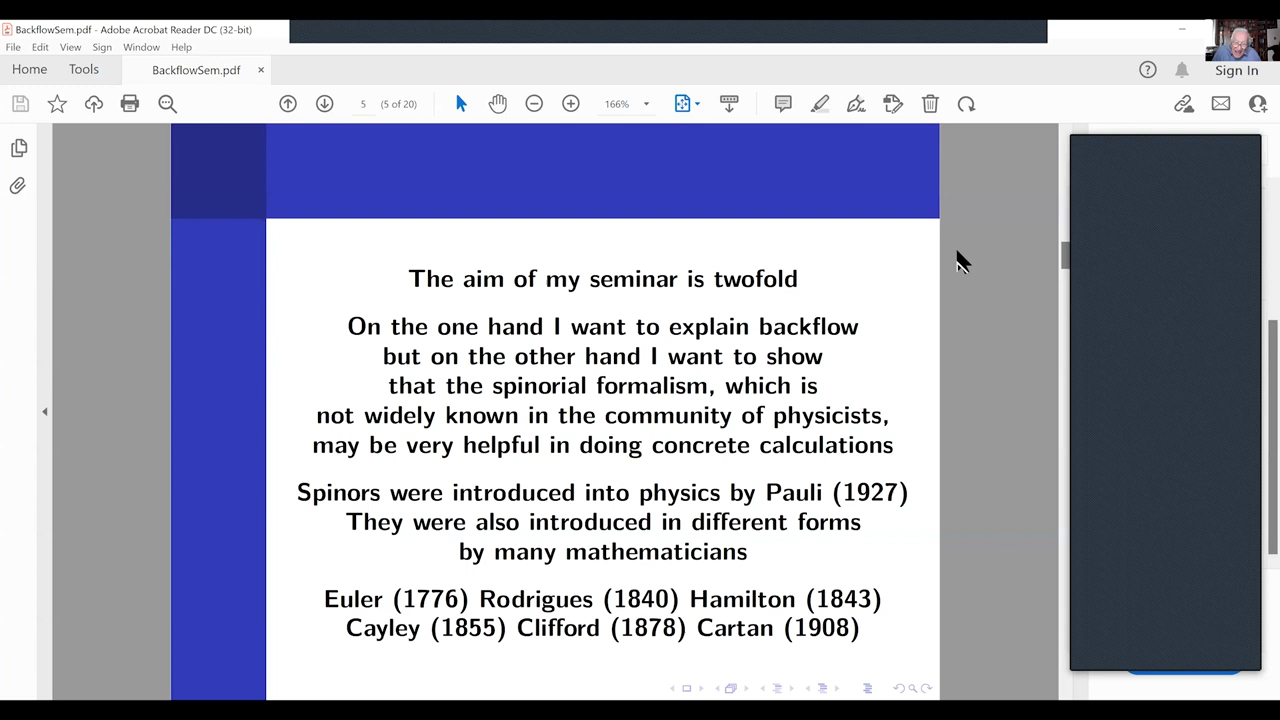 BackflowSem.pdf - Adobe Acrobat Reader DC (32-bit)
File Edit View Sign Window Help
Home Tools BackflowSem.pdf × Sign In
5 (5 of 20) 166%
The aim of my seminar is twofold
On the one hand I want to explain backflow
but on the other hand I want to show
that the spinorial formalism, which is
not widely known in the community of physicists,
may be very helpful in doing concrete calculations
Spinors were introduced into physics by Pauli (1927)
They were also introduced in different forms
by many mathematicians
Euler (1776) Rodrigues (1840) Hamilton (1843)
Cayley (1855) Clifford (1878) Cartan (1908)